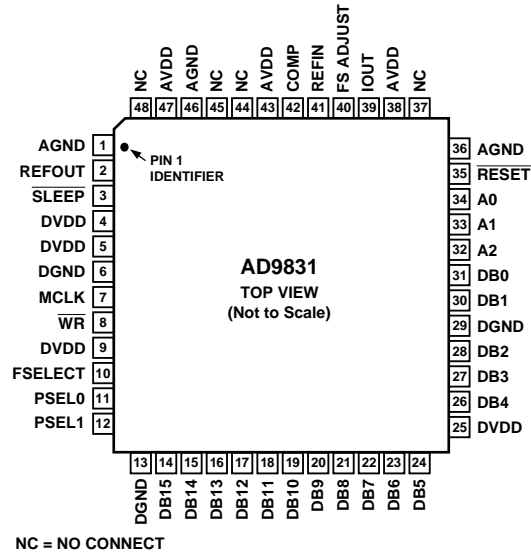 NC
AVDD
AGND
NC
NC
AVDD
COMP
REFIN
FS ADJUST
IOUT
AVDD
NC
48
47
46
45
44
43
42
41
40
39
38
37
AGND 1
REFOUT 2
SLEEP 3
DVDD 4
DVDD 5
DGND 6
MCLK 7
WR 8
DVDD 9
FSELECT 10
PSEL0 11
PSEL1 12
PIN 1
IDENTIFIER
AD9831
TOP VIEW
(Not to Scale)
36 AGND
35 RESET
34 A0
33 A1
32 A2
31 DB0
30 DB1
29 DGND
28 DB2
27 DB3
26 DB4
25 DVDD
13
14
15
16
17
18
19
20
21
22
23
24
DGND
DB15
DB14
DB13
DB12
DB11
DB10
DB9
DB8
DB7
DB6
DB5
NC = NO CONNECT